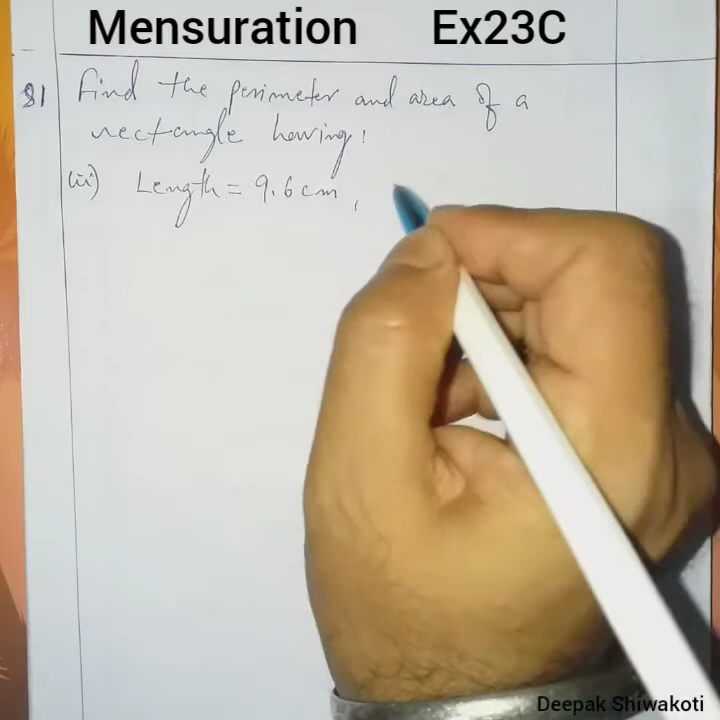 Mensuration Ex23C
Q1 Find the perimeter and area of a
rectangle having:
(iii) Length = 9.6 cm,
Deepak Shiwakoti